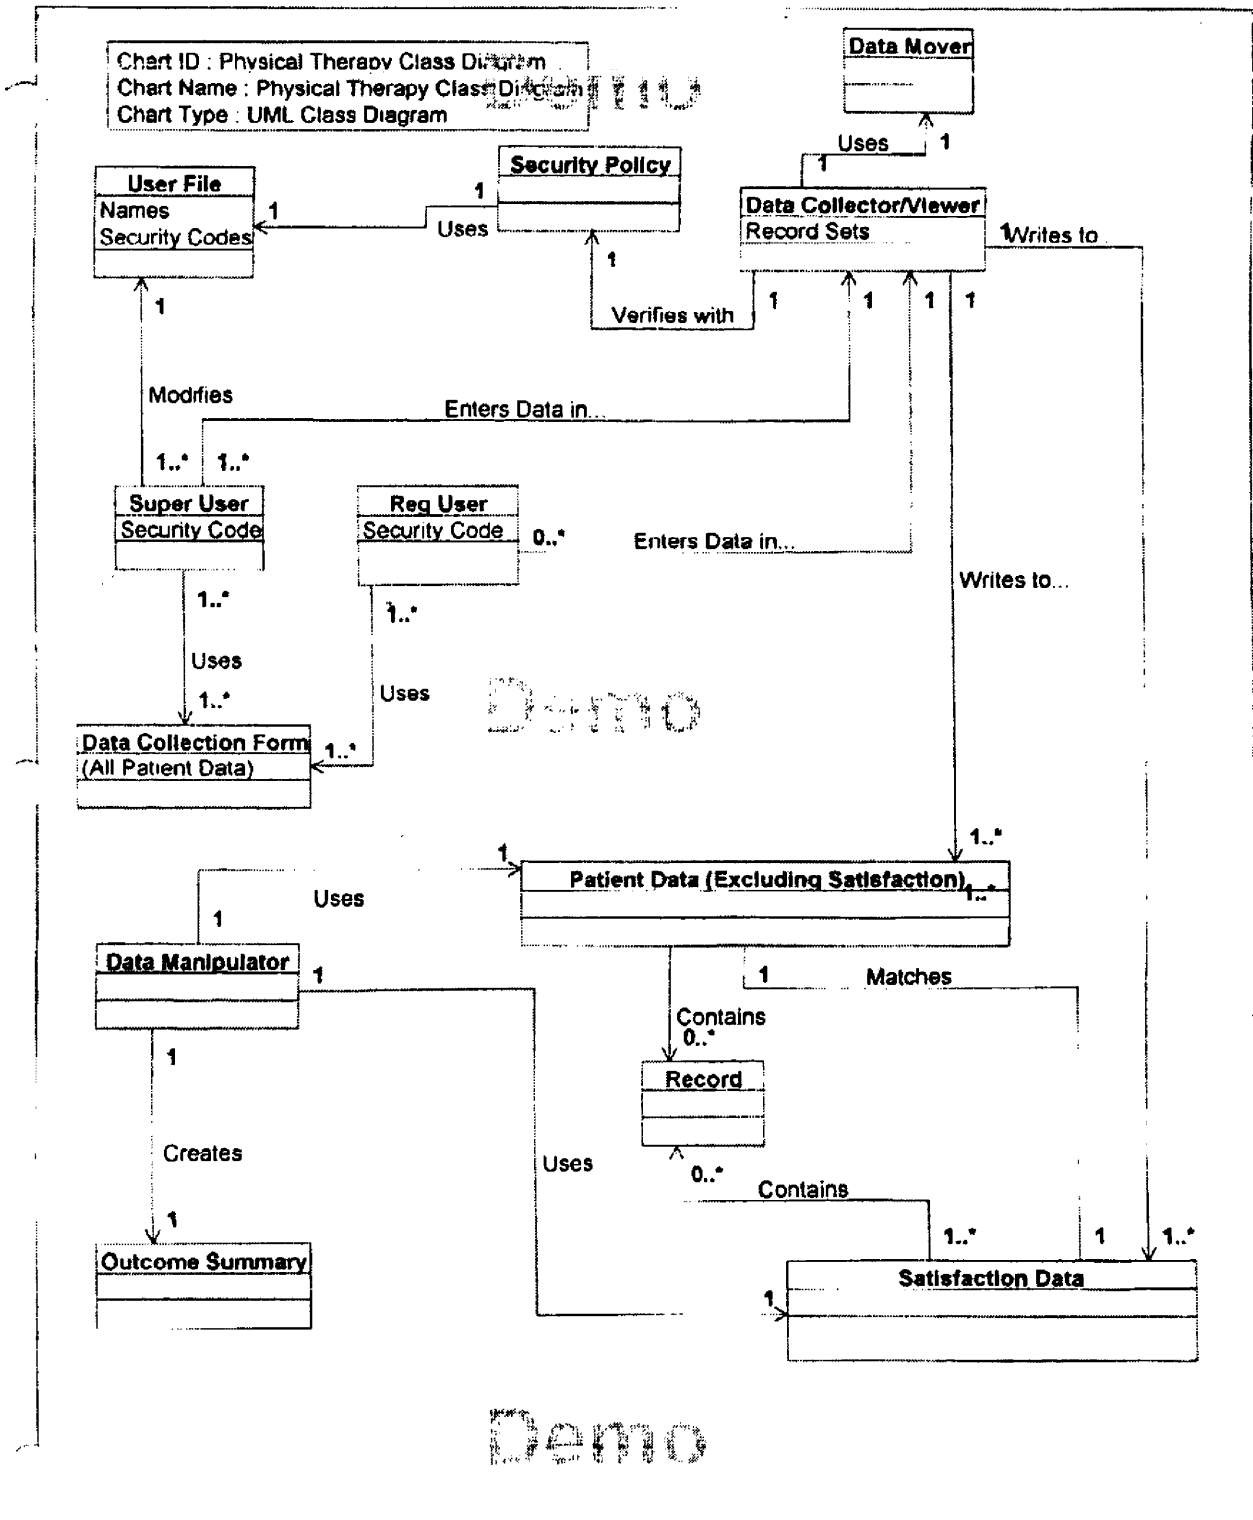 Chart ID : Physical Therapy Class Diagram
Chart Name : Physical Therapy Class Diagram
Chart Type : UML Class Diagram
Demo
Data Mover
Uses
1
1
Security Policy
User File
Names
Security Codes
1
1
Uses
Data Collector/Viewer
Record Sets
1
Writes to...
1
1
1
1
1
1
Verifies with
Modifies
Enters Data in...
1..*
1..*
Super User
Security Code
Reg User
Security Code
0..*
Enters Data in...
Writes to...
1..*
1..*
Uses
1..*
Uses
Demo
Data Collection Form
(All Patient Data)
1..*
1..*
1
Patient Data (Excluding Satisfaction)
1..*
Uses
1
Data Manipulator
1
1
Matches
Contains
0..*
1
Record
Creates
Uses
0..*
Contains
1
1..*
1
1..*
Outcome Summary
Satisfaction Data
1
Demo